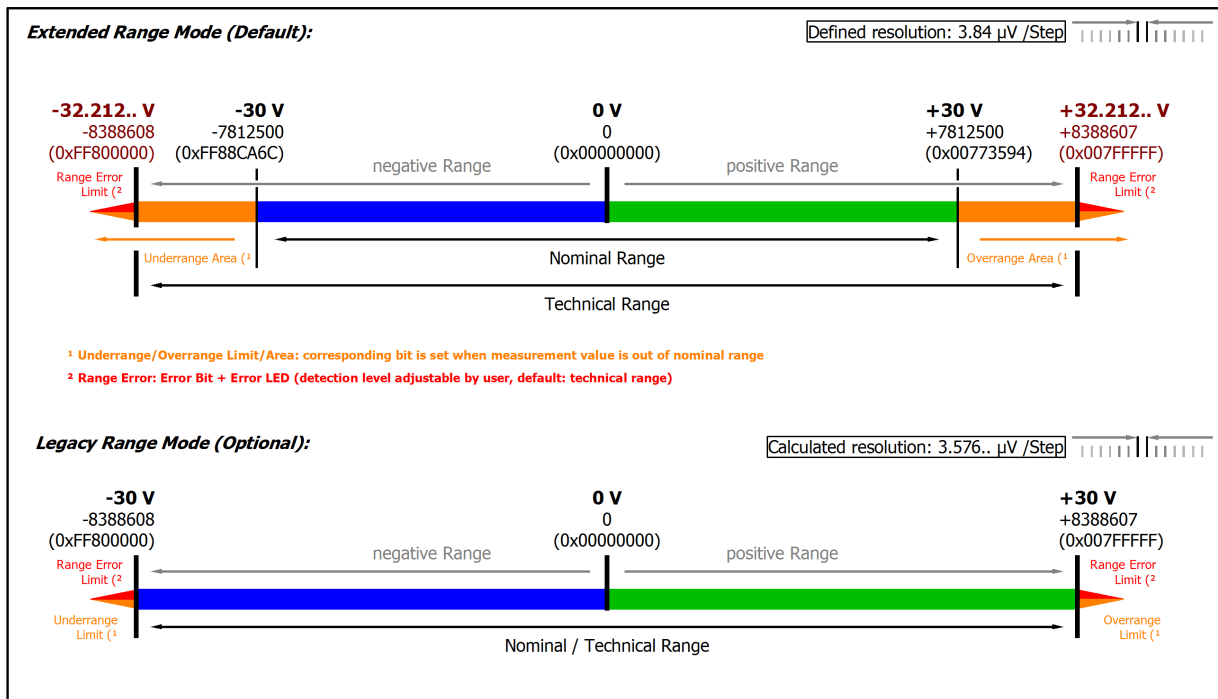 Extended Range Mode (Default):
Defined resolution: 3.84 µV /Step
-32.212.. V
-8388608
(0xFF800000)
-30 V
-7812500
(0xFF88CA6C)
0 V
0
(0x00000000)
+30 V
+7812500
(0x00773594)
+32.212.. V
+8388607
(0x007FFFFF)
negative Range
positive Range
Range Error
Limit (²
Range Error
Limit (²
Underrange Area (¹
Nominal Range
Overrange Area (¹
Technical Range
¹ Underrange/Overrange Limit/Area: corresponding bit is set when measurement value is out of nominal range
² Range Error: Error Bit + Error LED (detection level adjustable by user, default: technical range)
Legacy Range Mode (Optional):
Calculated resolution: 3.576.. µV /Step
-30 V
-8388608
(0xFF800000)
0 V
0
(0x00000000)
+30 V
+8388607
(0x007FFFFF)
negative Range
positive Range
Range Error
Limit (²
Range Error
Limit (²
Underrange
Limit (¹
Overrange
Limit (¹
Nominal / Technical Range